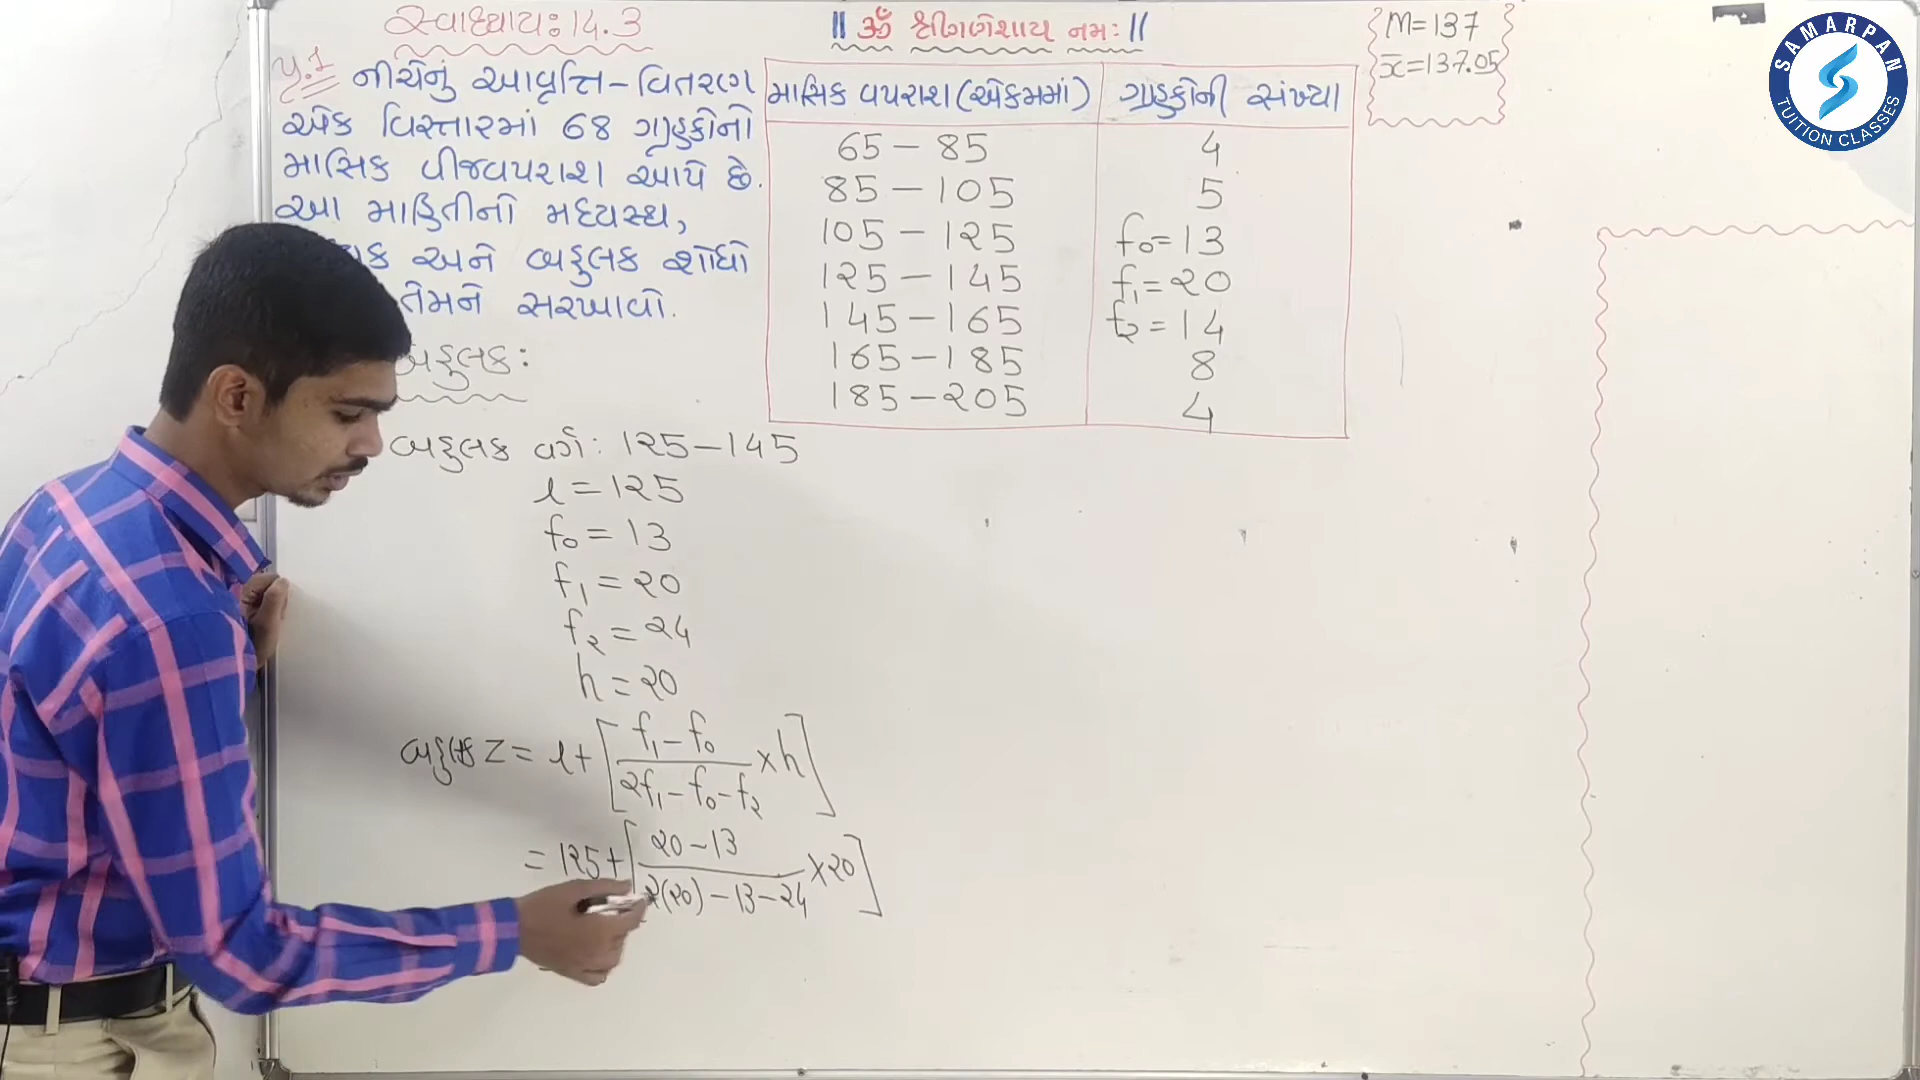 સ્વાધ્યાય: 14.3
|| ૐ શ્રીગણેશાય નમઃ ||
M=137
x̄=137.05
SAMARPAN
TUITION CLASSES
પ્ર.1 નીચેનું આવૃત્તિ-વિતરણ
એક વિસ્તારમાં 68 ગ્રાહકોનો
માસિક વીજવપરાશ આપે છે.
આ માહિતીનો મધ્યસ્થ,
યક અને બહુલક શોધો
તેમને સરખાવો.
માસિક વપરાશ (એકમમાં) ગ્રાહકોની સંખ્યા
65 – 85 4
85 – 105 5
105 – 125 f₀=13
125 – 145 f₁=20
145 – 165 f₂=14
165 – 185 8
185 – 205 4
બહુલક:
બહુલક વર્ગ: 125–145
l = 125
f₀ = 13
f₁ = 20
f₂ = 24
h = 20
બહુલક Z = l + [ (f₁ – f₀) / (2f₁ – f₀ – f₂) × h ]
= 125 + [ (20 – 13) / (2(20) – 13 – 24) × 20 ]